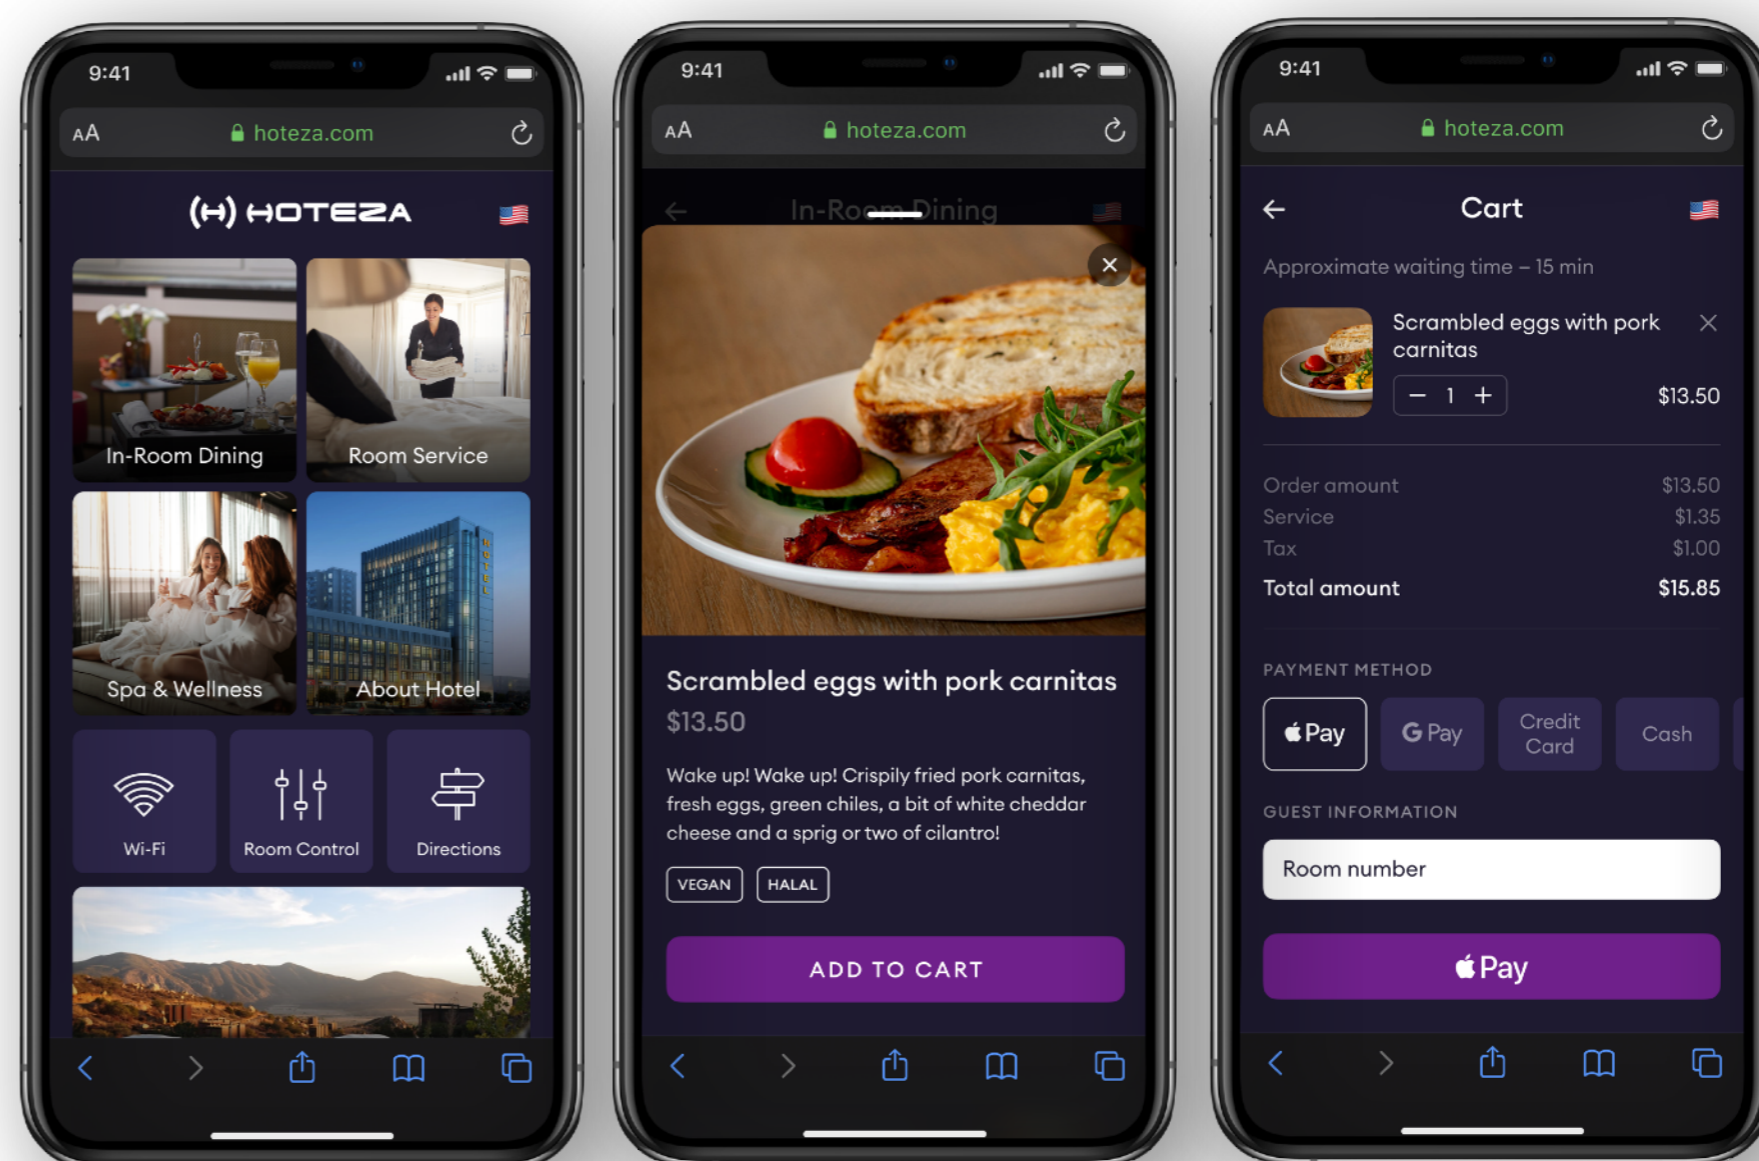 9:41
AA
hoteza.com
(H) HOTEZA
In-Room Dining
Room Service
HOTEL
Spa & Wellness
About Hotel
Wi-Fi
Room Control
Directions
9:41
AA
hoteza.com
In-Room Dining
Scrambled eggs with pork carnitas
$13.50
Wake up! Wake up! Crispily fried pork carnitas,
fresh eggs, green chiles, a bit of white cheddar
cheese and a sprig or two of cilantro!
VEGAN
HALAL
ADD TO CART
9:41
AA
hoteza.com
Cart
Approximate waiting time – 15 min
Scrambled eggs with pork
carnitas
− 1 +
$13.50
Order amount $13.50
Service $1.35
Tax $1.00
Total amount $15.85
PAYMENT METHOD
Pay
G Pay
Credit
Card
Cash
GUEST INFORMATION
Room number
Pay